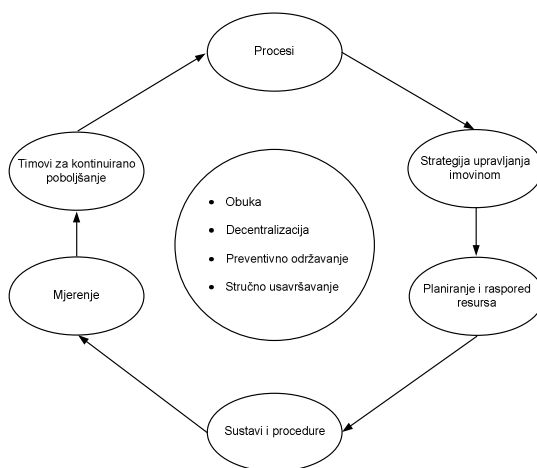 Procesi
Timovi za kontinuirano
poboljšanje
Strategija upravljanja
imovinom
• Obuka
• Decentralizacija
• Preventivno održavanje
• Stručno usavršavanje
Mjerenje
Planiranje i raspored
resursa
Sustavi i procedure